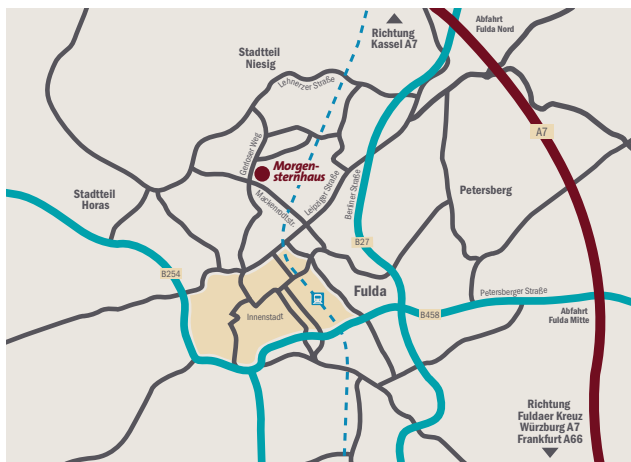 Abfahrt
Fulda Nord
Richtung
Kassel A7
Stadtteil
Niesig
Lehnerzer Straße
A7
Gerloser Weg
Morgen-
sternhaus
Mackenrodtstr.
Leipziger Straße
Berliner Straße
Petersberg
Stadtteil
Horas
B27
B254
Fulda
Petersberger Straße
Innenstadt
B458
Abfahrt
Fulda Mitte
Richtung
Fuldaer Kreuz
Würzburg A7
Frankfurt A66